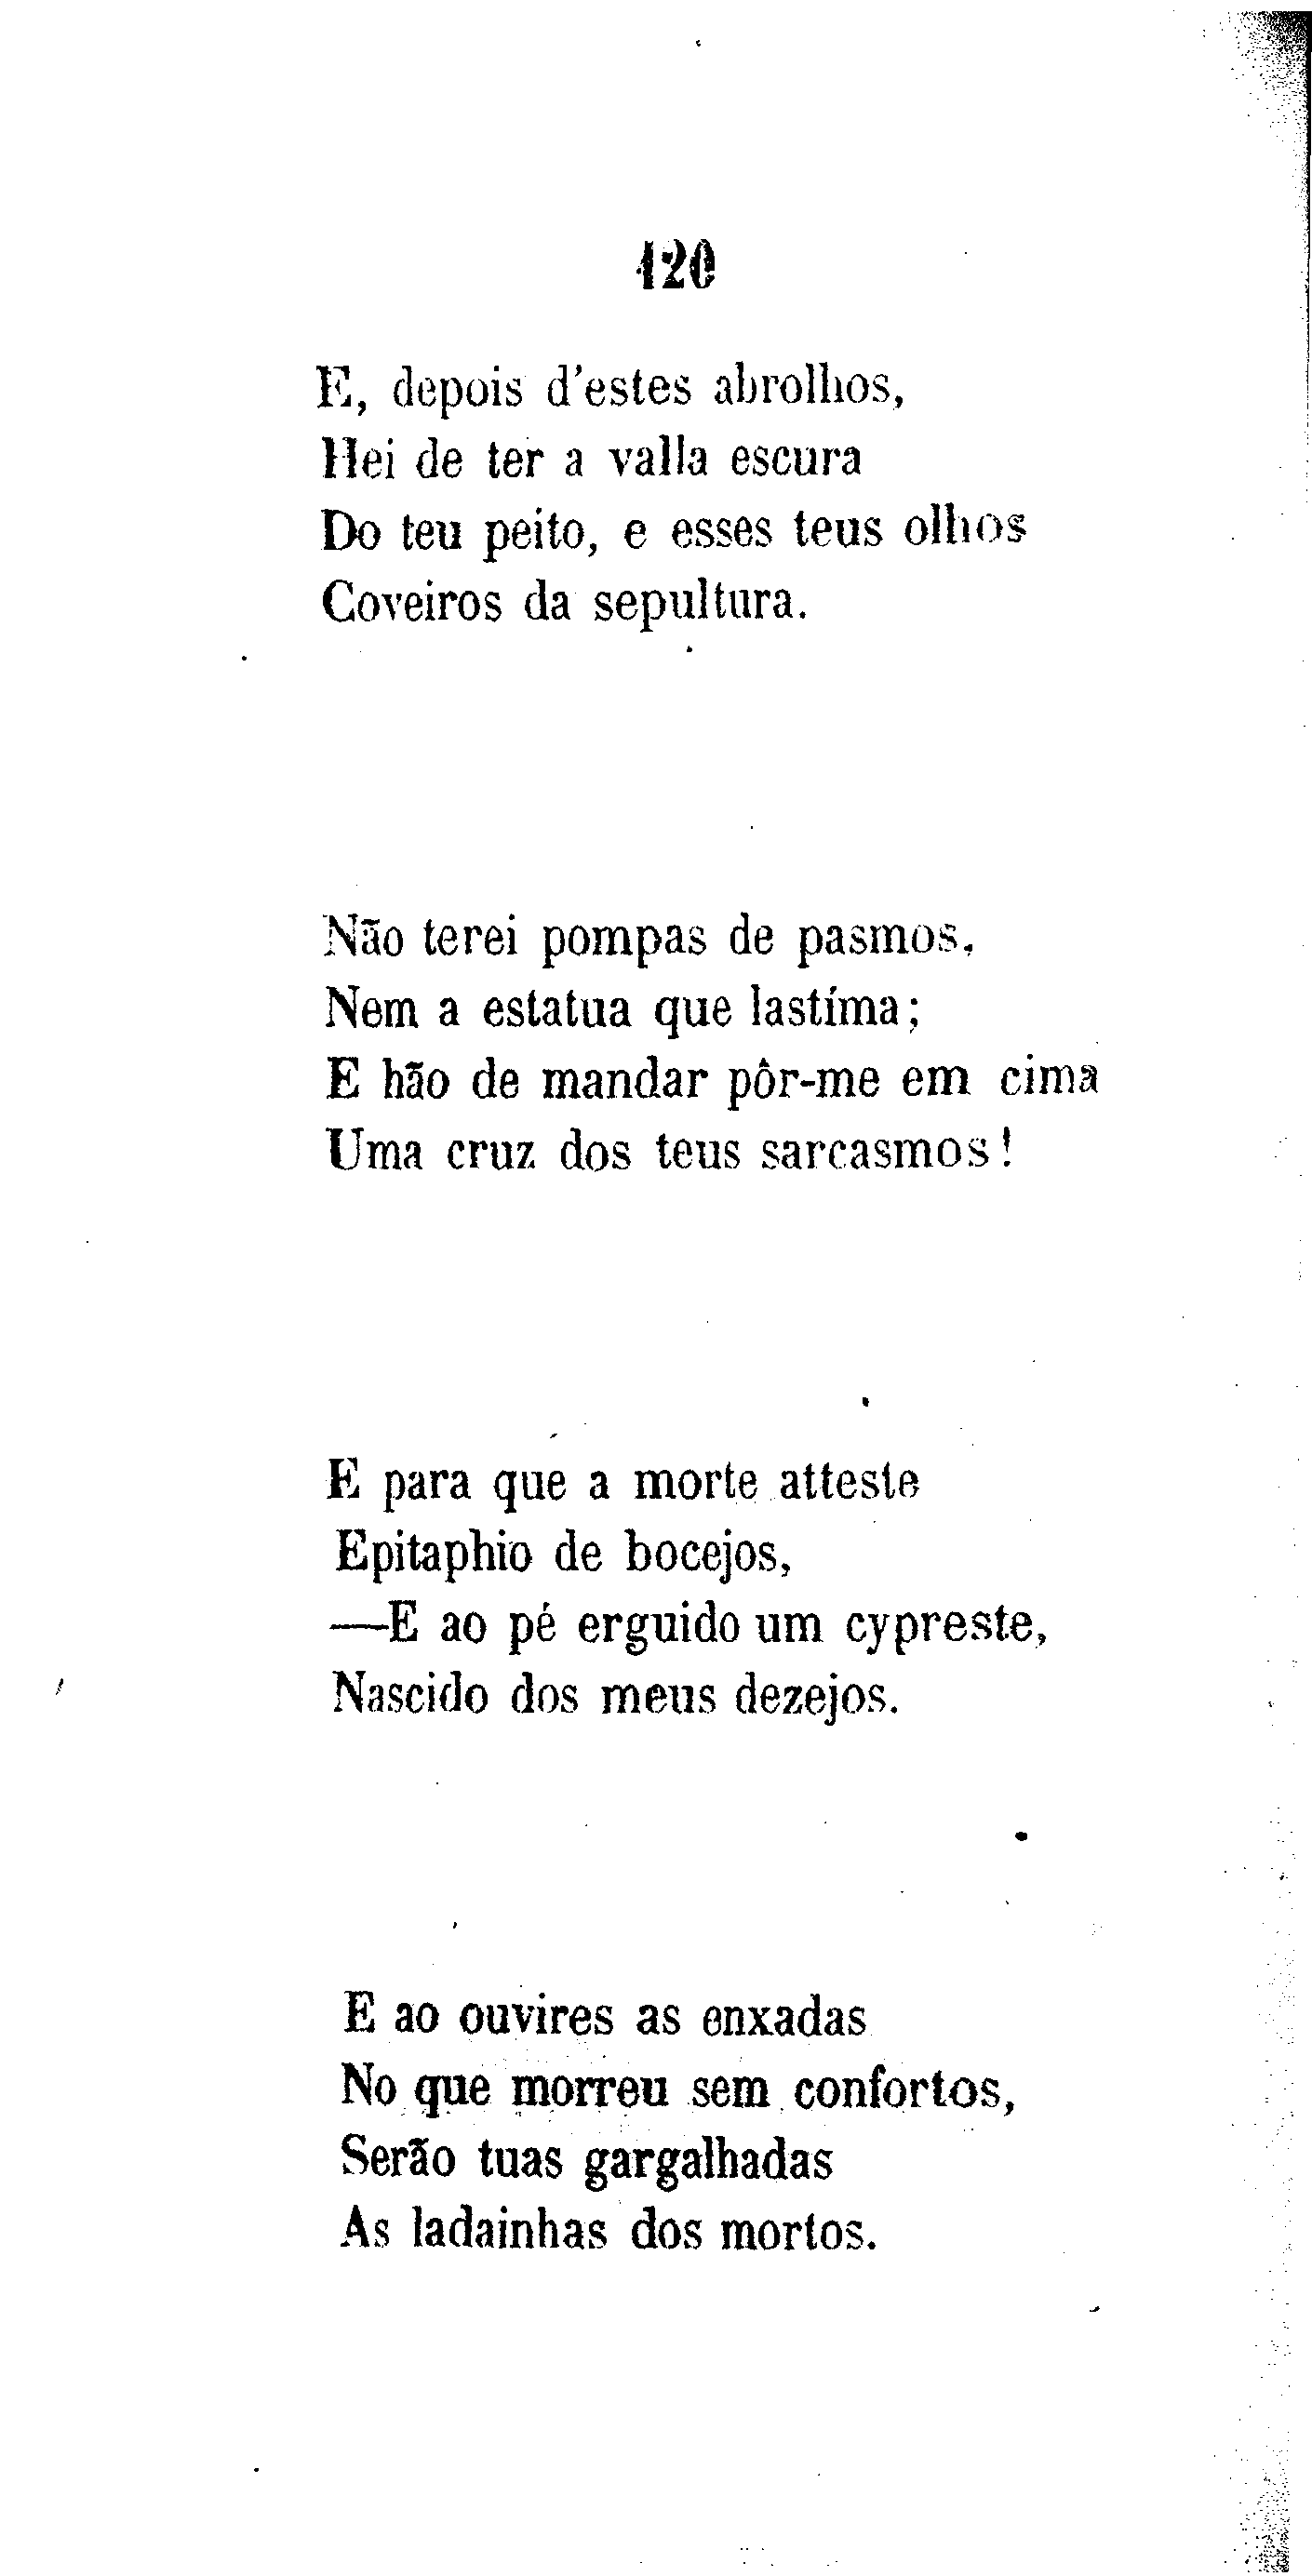 120
E, depois d'estes abrolhos,
Hei de ter a valla escura
Do teu peito, e esses teus olhos
Coveiros da sepultura.
Não terei pompas de pasmos,
Nem a estatua que lastíma;
E hão de mandar pôr-me em cima
Uma cruz dos teus sarcasmos!
E para que a morte atteste
Epitaphio de bocejos,
—E ao pé erguido um cypreste,
Nascido dos meus dezejos.
E ao ouvires as enxadas
No que morreu sem confortos,
Serão tuas gargalhadas
As ladainhas dos mortos.